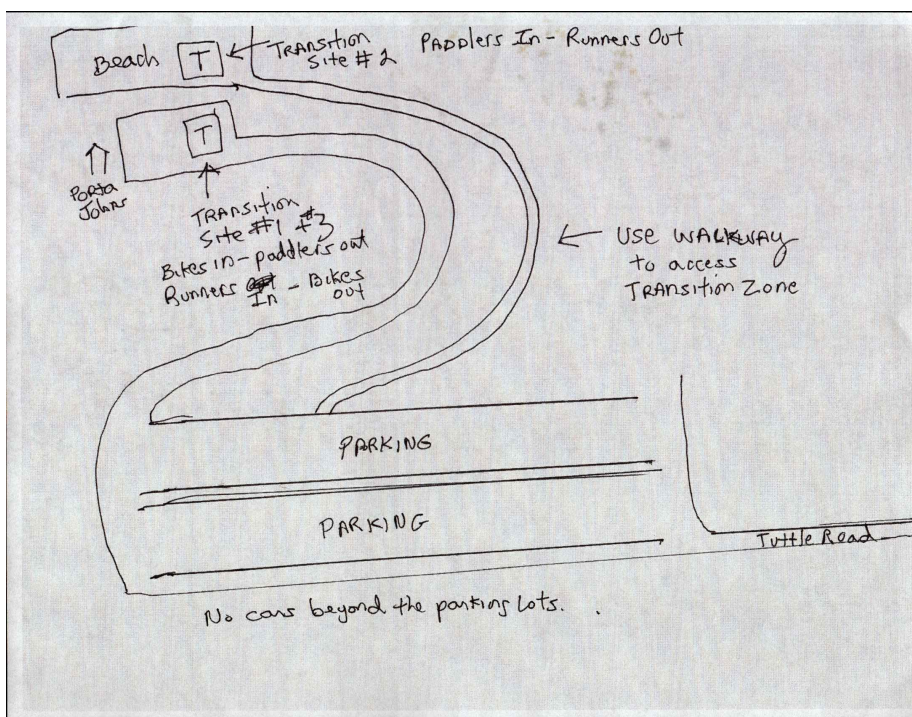 Beach
T
TRANSITION
Site # 2
PADDlers In - Runners Out
T
PORTA
Johns
TRANSITION
Site #1 #3
Bikes in - paddlers out
Runners In - Bikes
out
USE WALKWAY
to access
TRANSITION Zone
PARKING
PARKING
Tuttle Road
No cars beyond the parking lots.